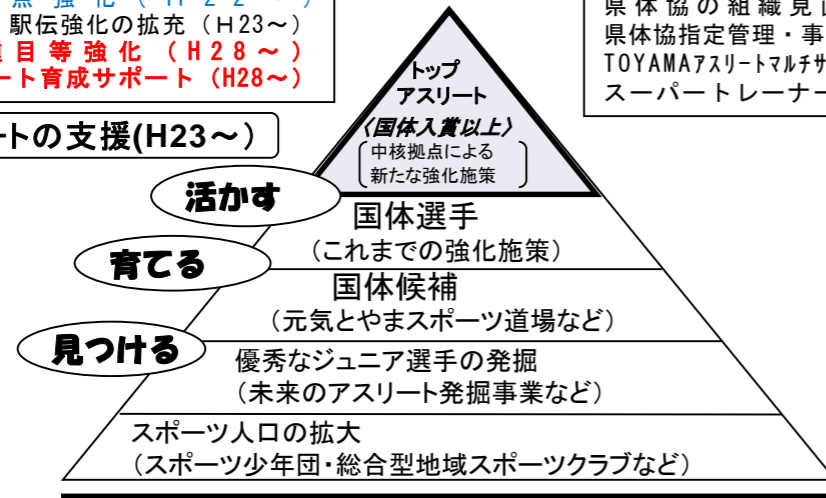 点強化（H22～）
駅伝強化の拡充（H23～）
目等強化（H28～）
ート育成サポート（H28～）
ートの支援(H23～)
県体協の組織見
県体協指定管理・事
TOYAMAｱｽﾘｰﾄﾏﾙﾁｻ
スーパートレーナー
トップ
アスリート
〈国体入賞以上〉
中核拠点による
新たな強化施策
活かす
国体選手
（これまでの強化施策）
育てる
国体候補
（元気とやまスポーツ道場など）
見つける
優秀なジュニア選手の発掘
（未来のアスリート発掘事業など）
スポーツ人口の拡大
（スポーツ少年団・総合型地域スポーツクラブなど）